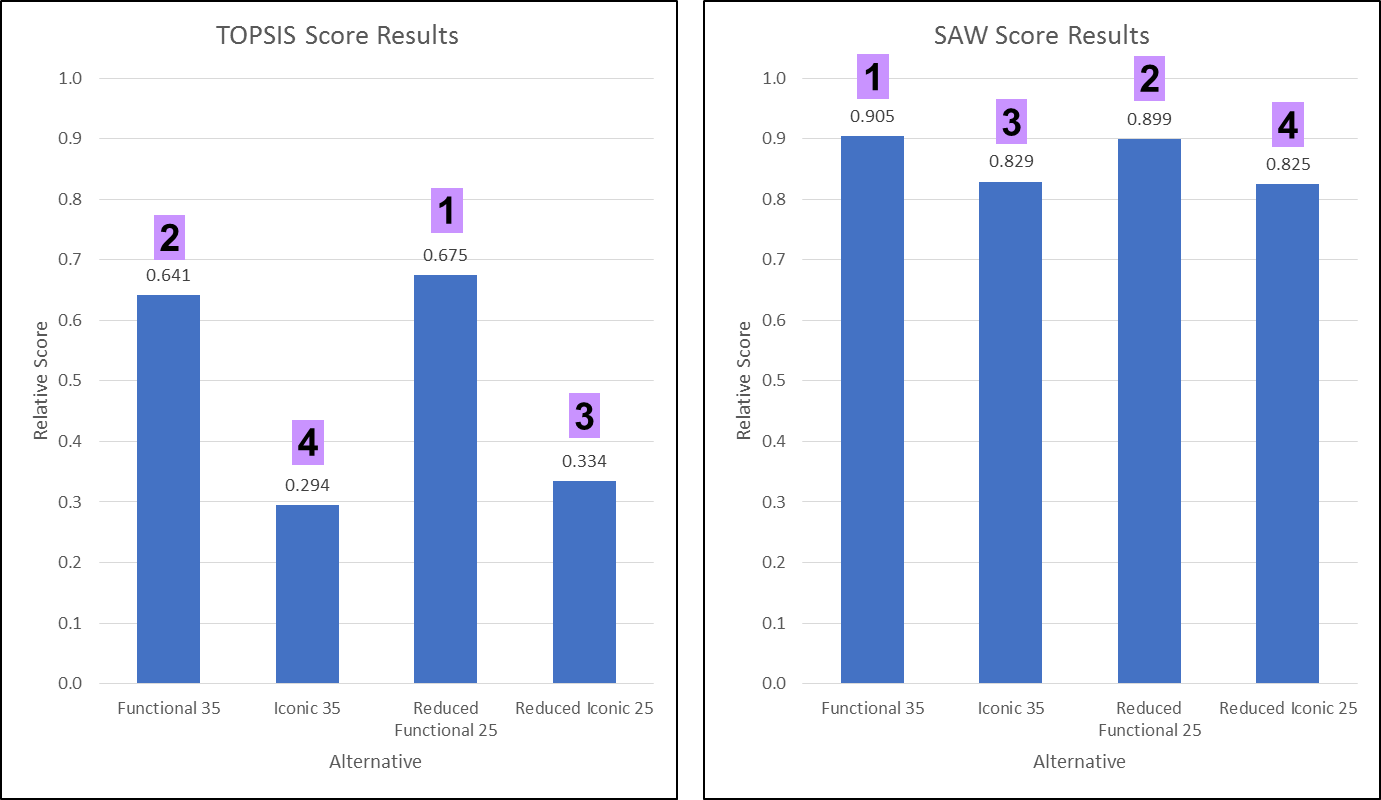 TOPSIS Score Results
Relative Score
1.0
0.9
0.8
0.7
0.6
0.5
0.4
0.3
0.2
0.1
0.0
2
0.641
4
0.294
1
0.675
3
0.334
Functional 35
Iconic 35
Reduced
Functional 25
Reduced Iconic 25
Alternative
SAW Score Results
Relative Score
1.0
0.9
0.8
0.7
0.6
0.5
0.4
0.3
0.2
0.1
0.0
1
0.905
3
0.829
2
0.899
4
0.825
Functional 35
Iconic 35
Reduced
Functional 25
Reduced Iconic 25
Alternative